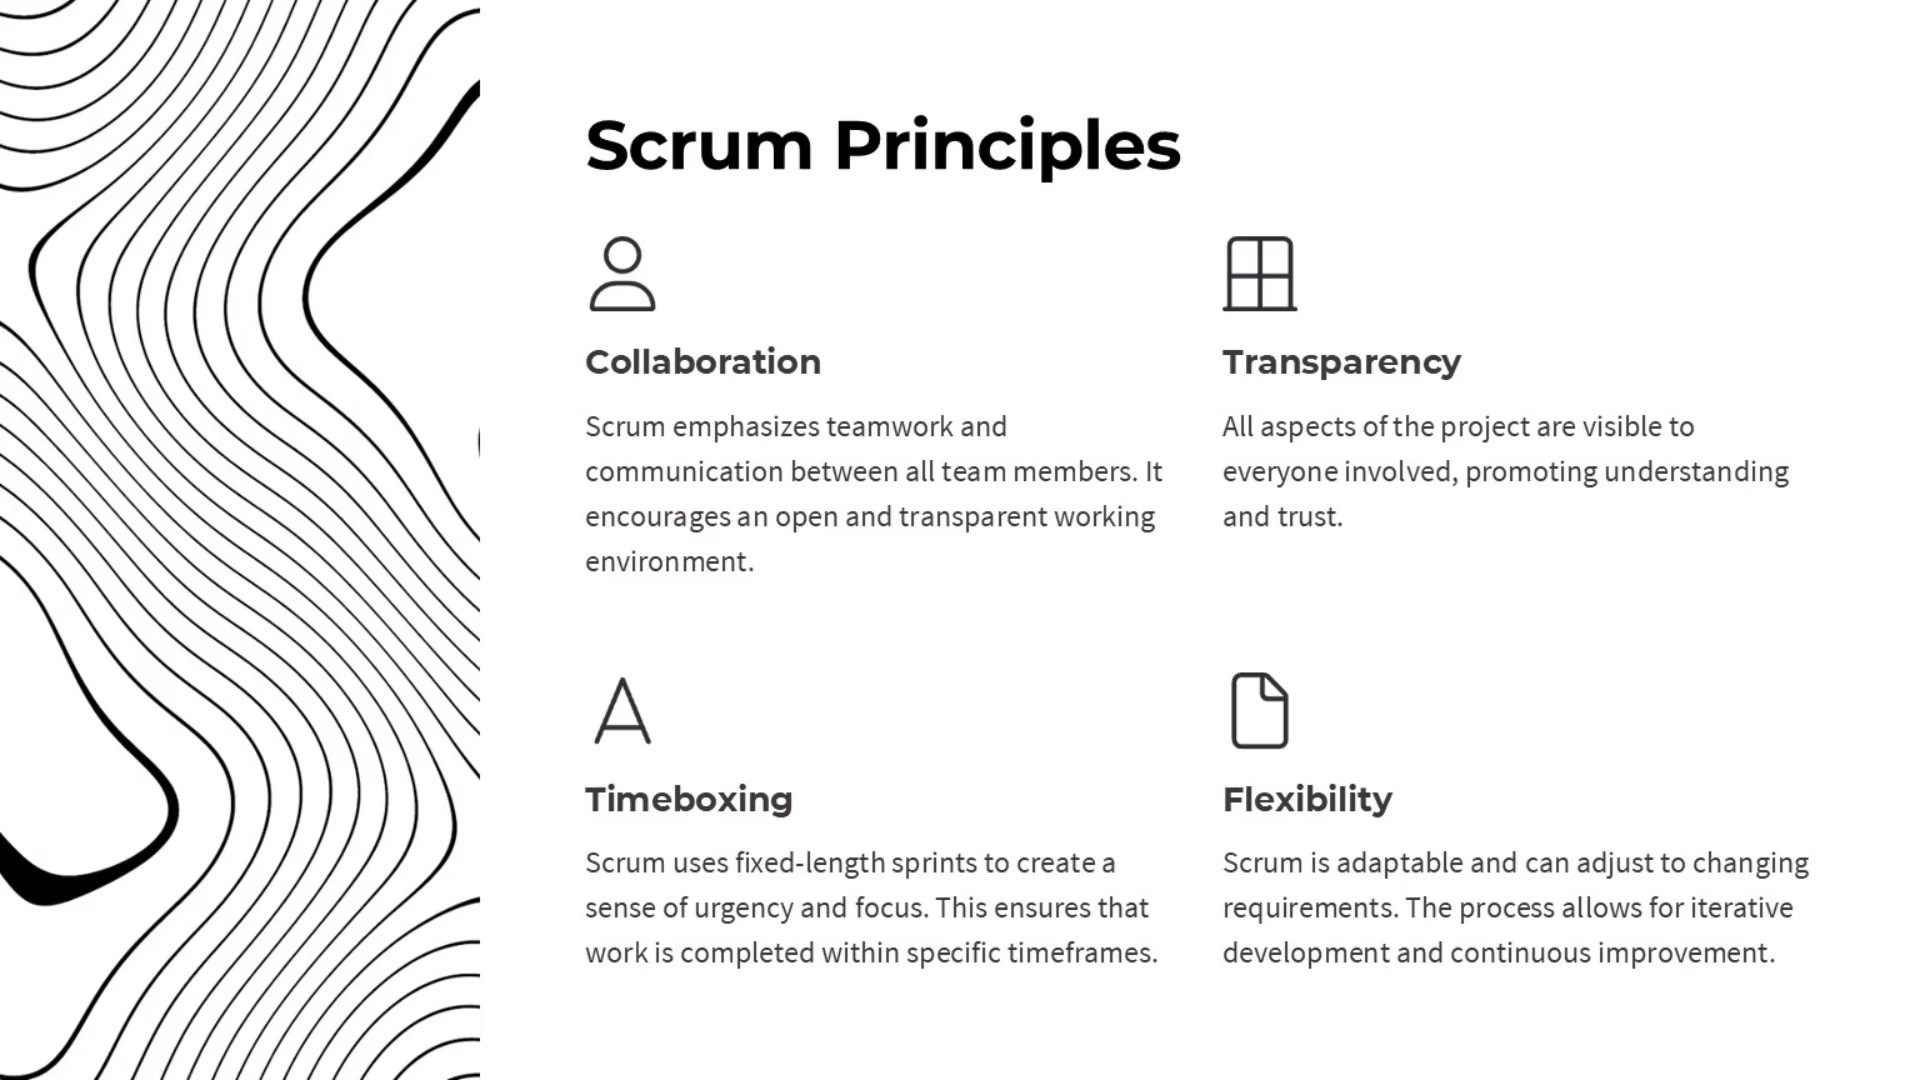 Scrum Principles
Collaboration
Scrum emphasizes teamwork and
communication between all team members. It
encourages an open and transparent working
environment.
Transparency
All aspects of the project are visible to
everyone involved, promoting understanding
and trust.
Timeboxing
Scrum uses fixed-length sprints to create a
sense of urgency and focus. This ensures that
work is completed within specific timeframes.
Flexibility
Scrum is adaptable and can adjust to changing
requirements. The process allows for iterative
development and continuous improvement.